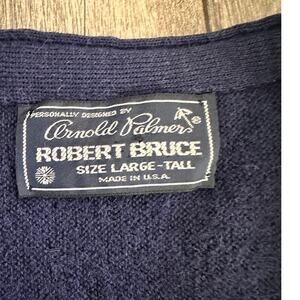 PERSONALLY DESIGNED BY
Arnold Palmer
ROBERT BRUCE
SIZE LARGE-TALL
MADE IN U.S.A.